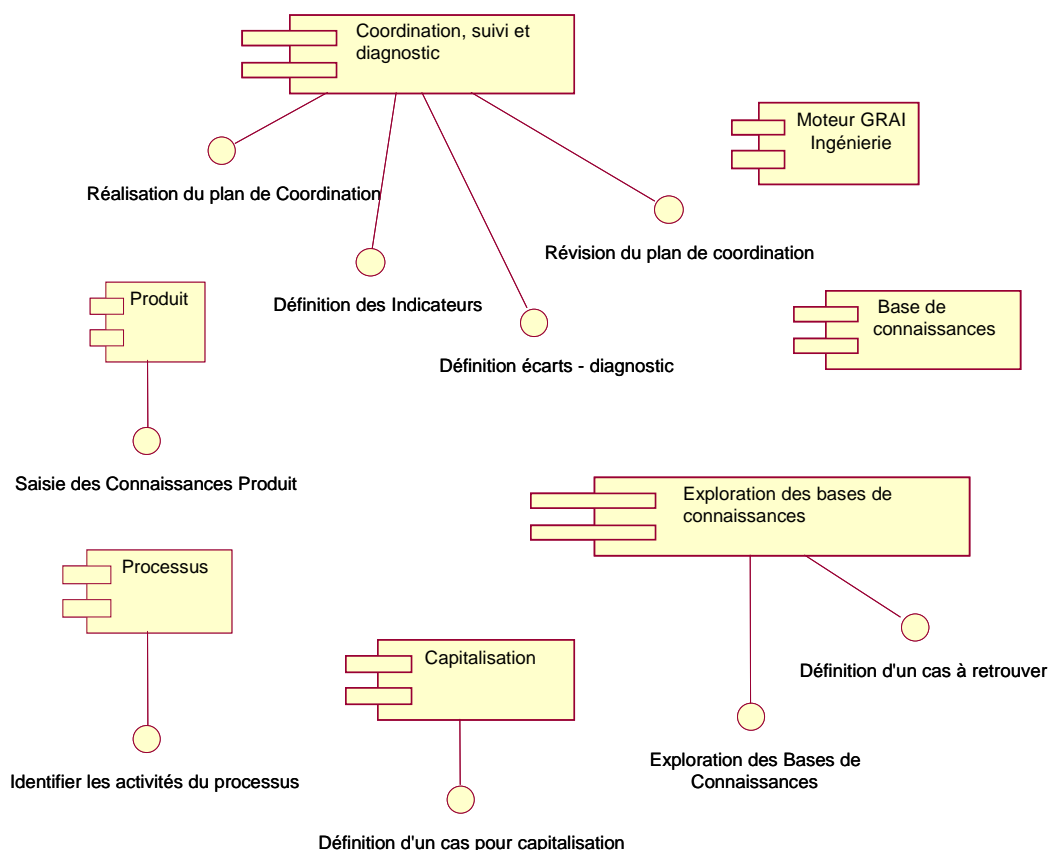 Coordination, suivi et
diagnostic
Moteur GRAI
Ingénierie
Réalisation du plan de Coordination
Révision du plan de coordination
Produit
Définition des Indicateurs
Base de
connaissances
Définition écarts - diagnostic
Saisie des Connaissances Produit
Exploration des bases de
connaissances
Processus
Capitalisation
Définition d'un cas à retrouver
Identifier les activités du processus
Exploration des Bases de
Connaissances
Définition d'un cas pour capitalisation